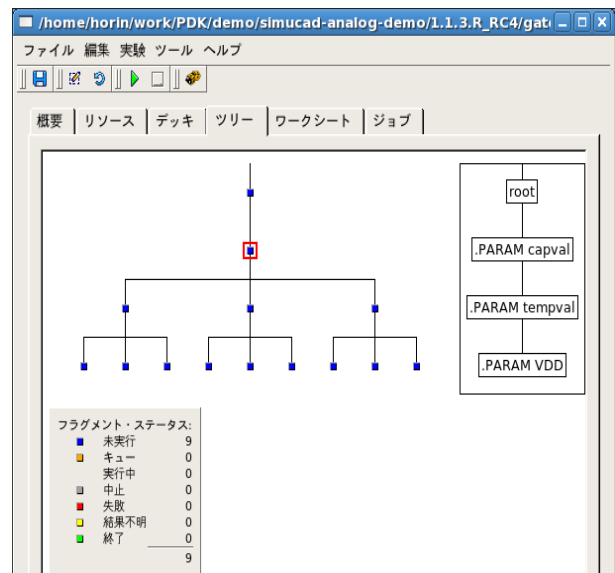 /home/horin/work/PDK/demo/simucad-analog-demo/1.1.3.R_RC4/gat
ファイル 編集 実験 ツール ヘルプ
概要 リソース デッキ ツリー ワークシート ジョブ
root
.PARAM capval
.PARAM tempval
.PARAM VDD
フラグメント・ステータス:
未実行 9
キュー 0
実行中 0
中止 0
失敗 0
結果不明 0
終了 0
9